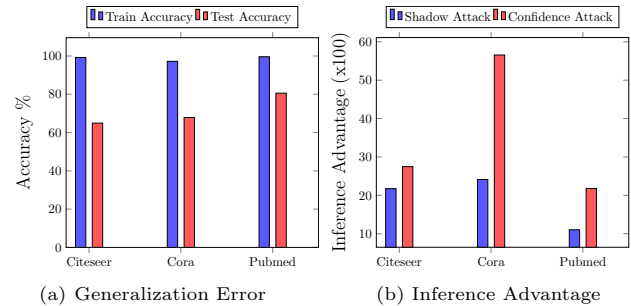 Train Accuracy Test Accuracy
Accuracy %
100
80
60
40
20
0
Citeseer Cora Pubmed
(a) Generalization Error
Shadow Attack Confidence Attack
Inference Advantage (x100)
60
50
40
30
20
10
Citeseer Cora Pubmed
(b) Inference Advantage